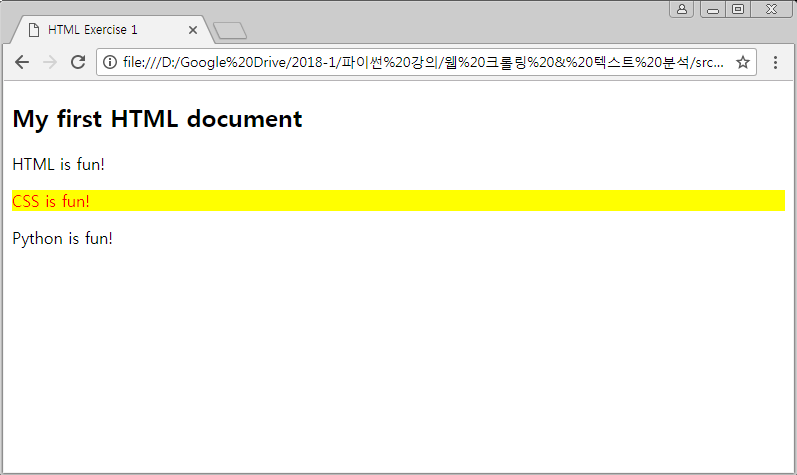 HTML Exercise 1
file:///D:/Google%20Drive/2018-1/파이썬%20강의/웹%20크롤링%20&%20텍스트%20분석/src...
My first HTML document
HTML is fun!
CSS is fun!
Python is fun!